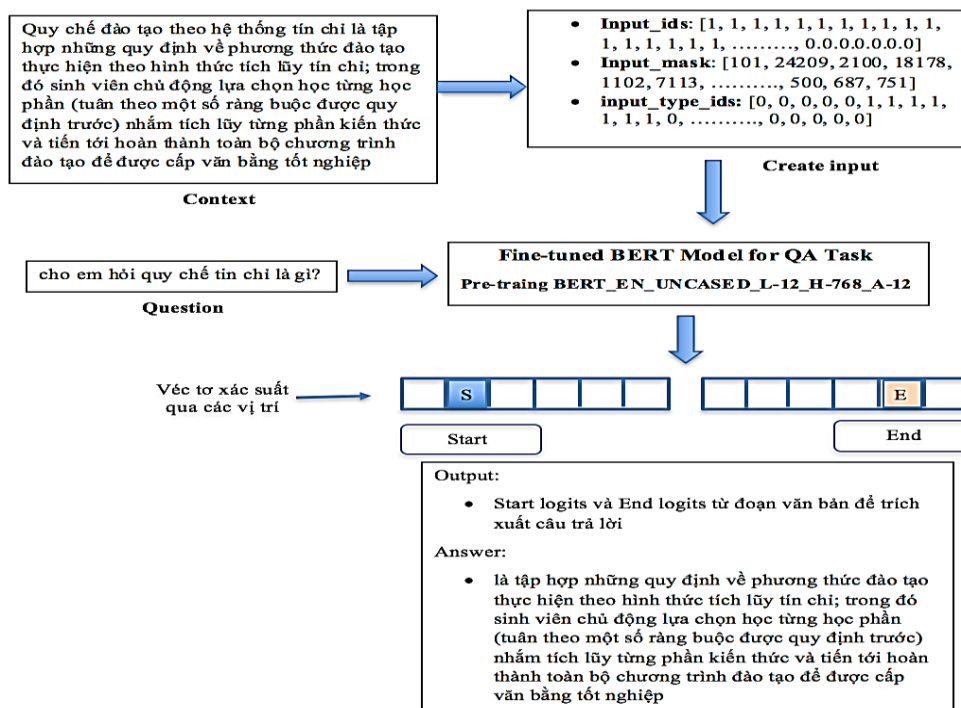 Quy chế đào tạo theo hệ thống tín chỉ là tập
hợp những quy định về phương thức đào tạo
thực hiện theo hình thức tích lũy tín chỉ; trong
đó sinh viên chủ động lựa chọn học từng học
phần (tuân theo một số ràng buộc được quy
định trước) nhắm tích lũy từng phần kiến thức
và tiến tới hoàn thành toàn bộ chương trình
đào tạo để được cấp văn bằng tốt nghiệp
Context
• Input_ids: [1, 1, 1, 1, 1, 1, 1, 1, 1, 1, 1, 1,
1, 1, 1, 1, 1, 1, ………, 0.0.0.0.0.0.0]
• Input_mask: [101, 24209, 2100, 18178,
1102, 7113, ………., 500, 687, 751]
• input_type_ids: [0, 0, 0, 0, 0, 1, 1, 1, 1,
1, 1, 1, 0, ………., 0, 0, 0, 0, 0]
Create input
cho em hỏi quy chế tin chỉ là gì?
Question
Fine-tuned BERT Model for QA Task
Pre-traing BERT_EN_UNCASED_L-12_H-768_A-12
Véc tơ xác suất
qua các vị trí
S
E
Start
End
Output:
• Start logits và End logits từ đoạn văn bản để trích
xuất câu trả lời
Answer:
• là tập hợp những quy định về phương thức đào tạo
thực hiện theo hình thức tích lũy tín chỉ; trong đó
sinh viên chủ động lựa chọn học từng học phần
(tuân theo một số ràng buộc được quy định trước)
nhắm tích lũy từng phần kiến thức và tiến tới hoàn
thành toàn bộ chương trình đào tạo để được cấp
văn bằng tốt nghiệp